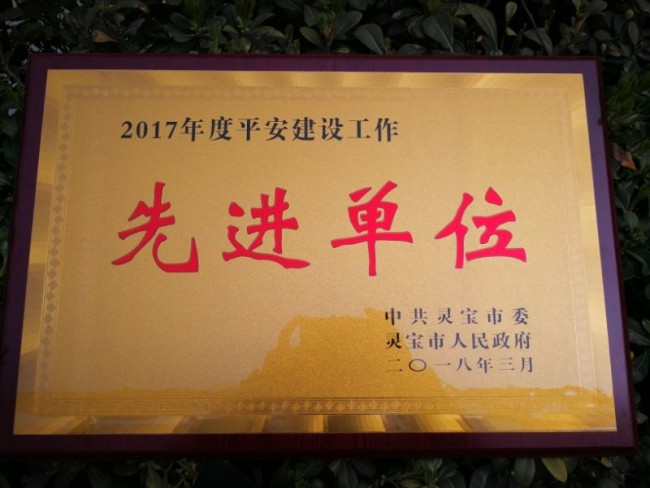 2017年度平安建设工作
先进单位
中共灵宝市委
灵宝市人民政府
二〇一八年三月